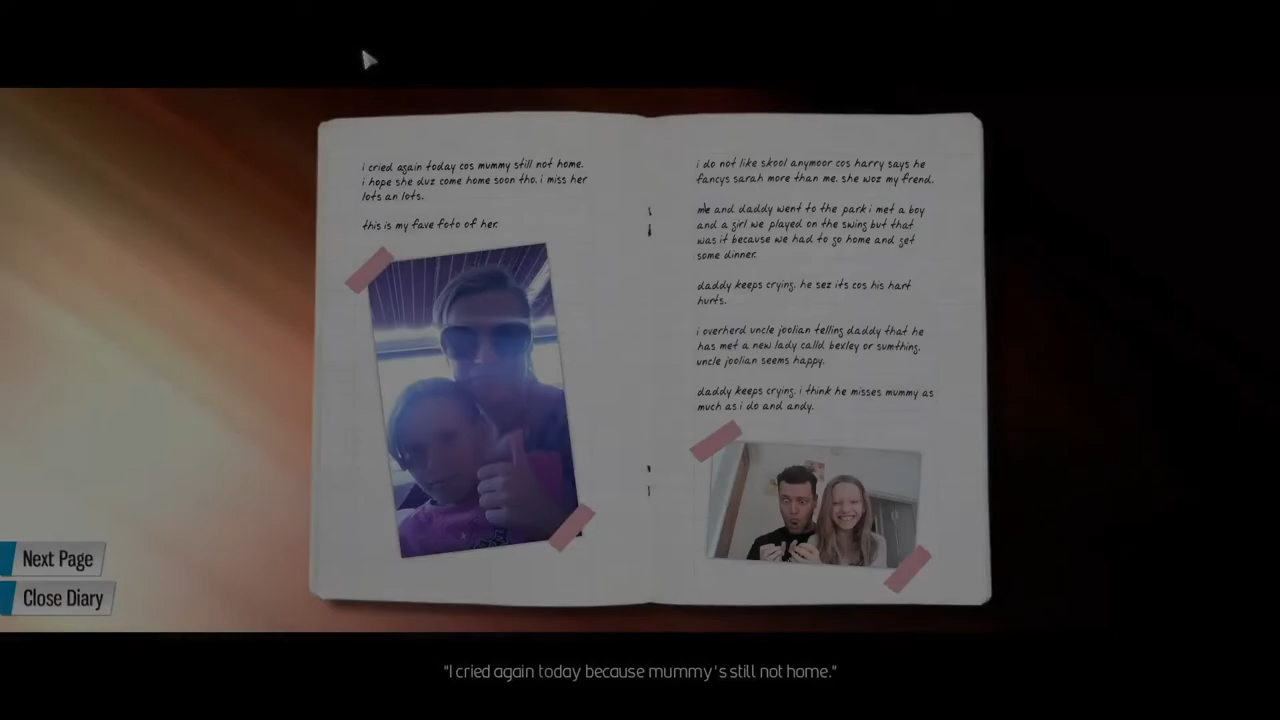 i cried again today cos mummy still not home.
i hope she duz come home soon tho. i miss her
lots an lots.
this is my fave foto of her.
i do not like skool anymoor cos harry says he
fancys sarah more than me. she woz my frend.
me and daddy went to the park i met a boy
and a girl we played on the swing but that
was it because we had to go home and get
some dinner.
daddy keeps crying. he sez its cos his hart
hurts.
i overherd uncle joolian telling daddy that he
has met a new lady calld bexley or sumthing.
uncle joolian seems happy.
daddy keeps crying. i think he misses mummy as
much as i do and andy.
Next Page
Close Diary
"I cried again today because mummy's still not home."